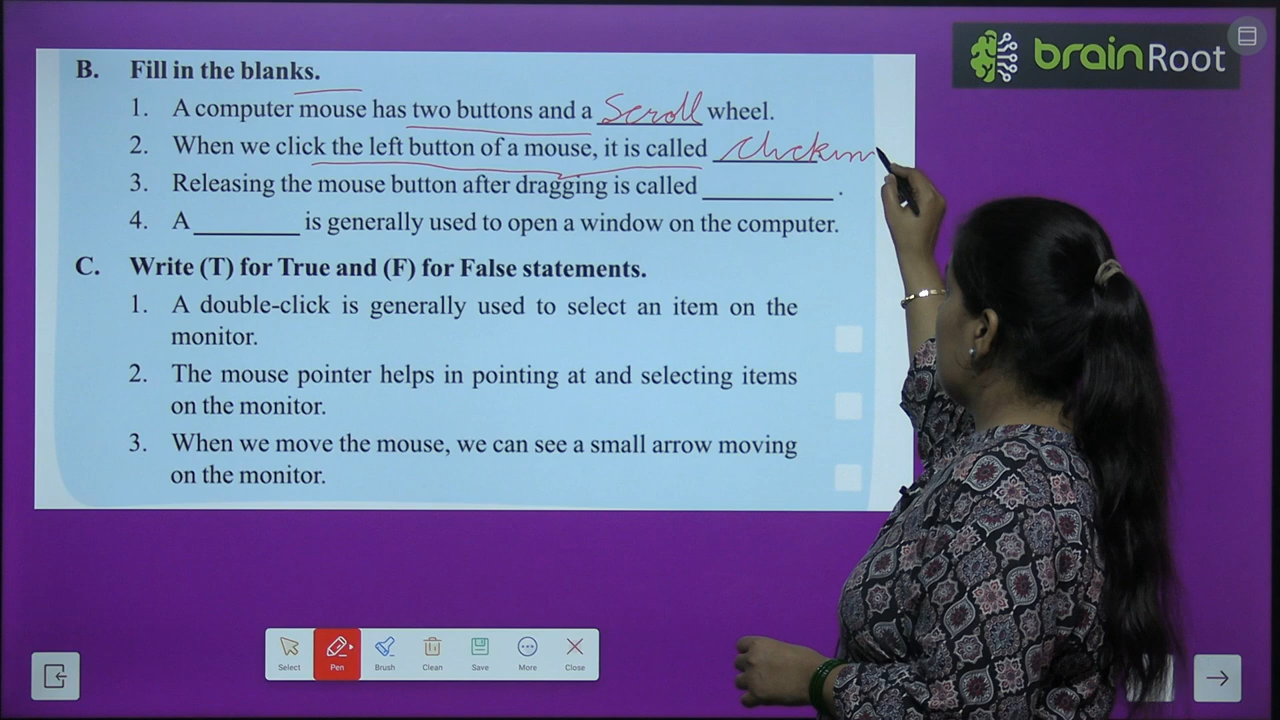 brainRoot
B. Fill in the blanks.
1. A computer mouse has two buttons and a Scroll wheel.
2. When we click the left button of a mouse, it is called Clickin
3. Releasing the mouse button after dragging is called ____________ .
4. A _________ is generally used to open a window on the computer.
C. Write (T) for True and (F) for False statements.
1. A double-click is generally used to select an item on the
monitor.
2. The mouse pointer helps in pointing at and selecting items
on the monitor.
3. When we move the mouse, we can see a small arrow moving
on the monitor.
Select Pen Brush Clean Save More Close